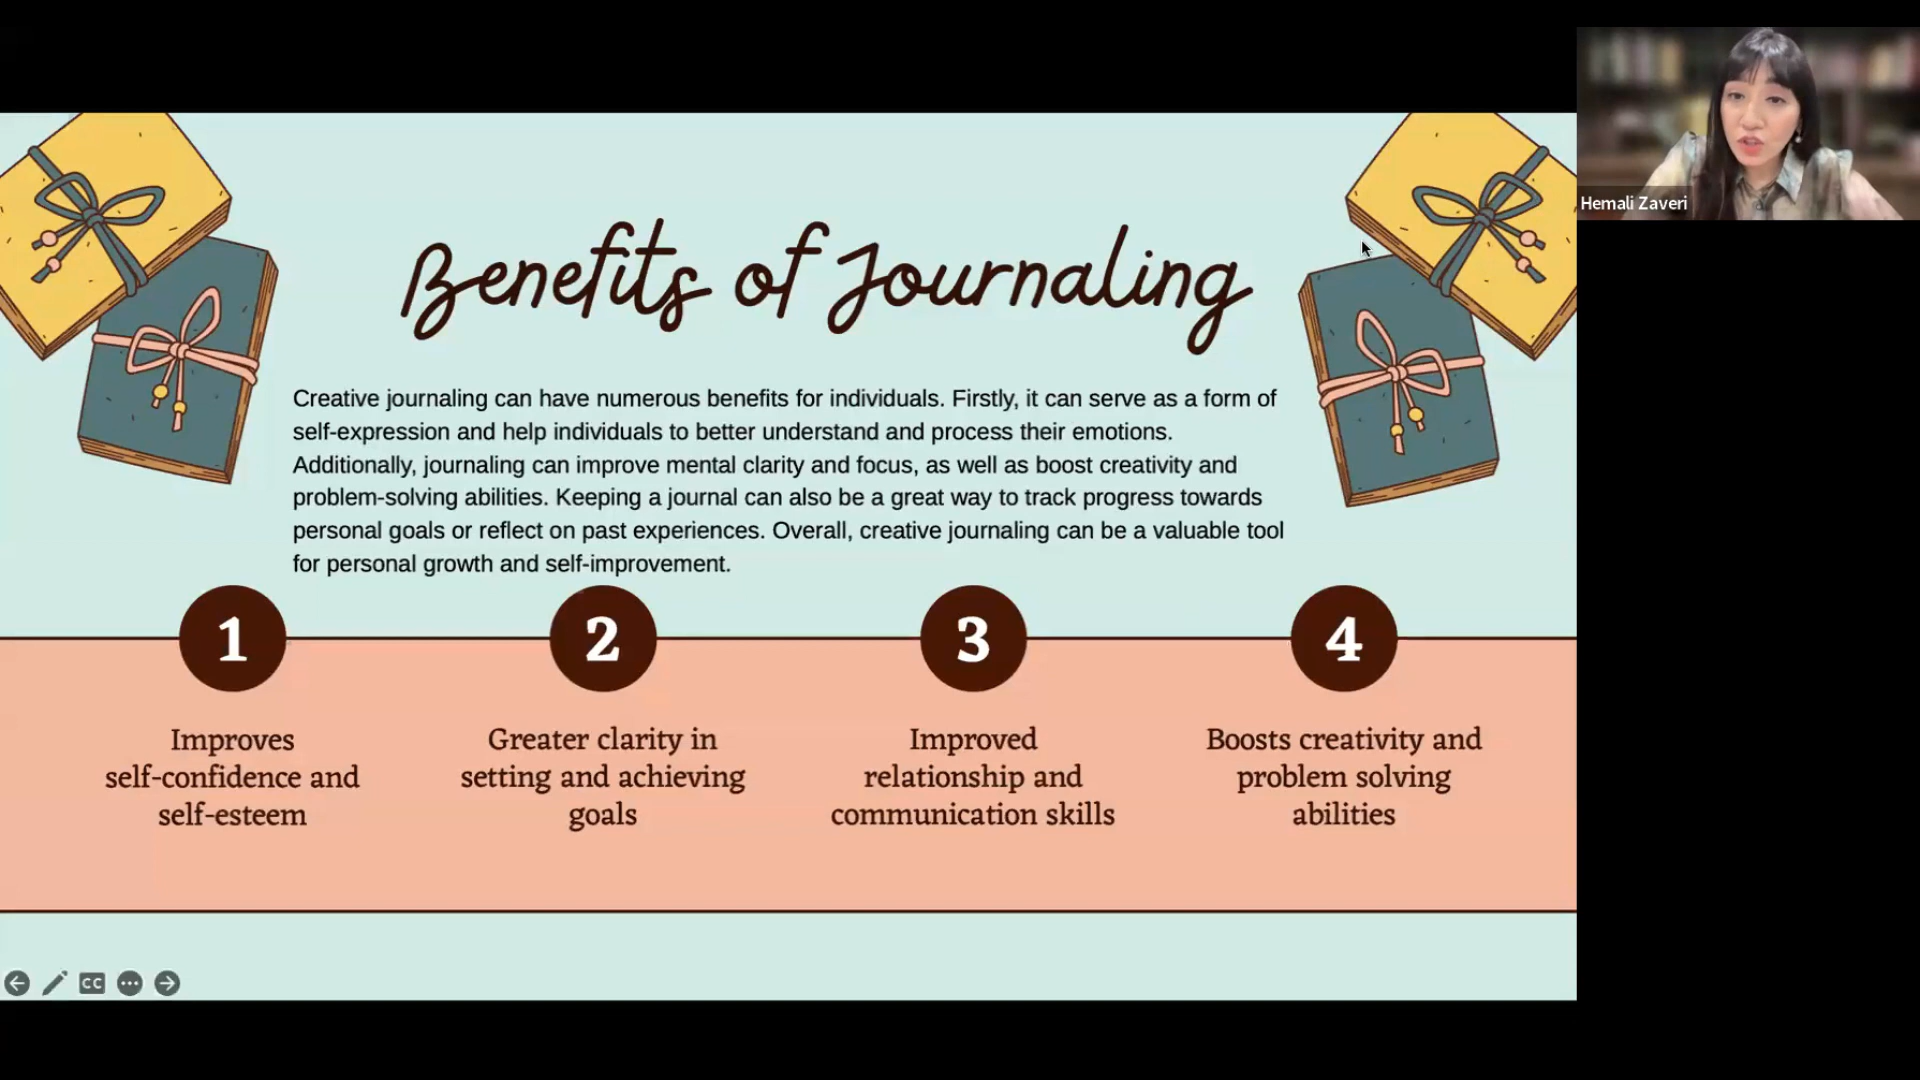 Hemali Zaveri
Benefits of Journaling
Creative journaling can have numerous benefits for individuals. Firstly, it can serve as a form of
self-expression and help individuals to better understand and process their emotions.
Additionally, journaling can improve mental clarity and focus, as well as boost creativity and
problem-solving abilities. Keeping a journal can also be a great way to track progress towards
personal goals or reflect on past experiences. Overall, creative journaling can be a valuable tool
for personal growth and self-improvement.
1
Improves
self-confidence and
self-esteem
2
Greater clarity in
setting and achieving
goals
3
Improved
relationship and
communication skills
4
Boosts creativity and
problem solving
abilities
CC